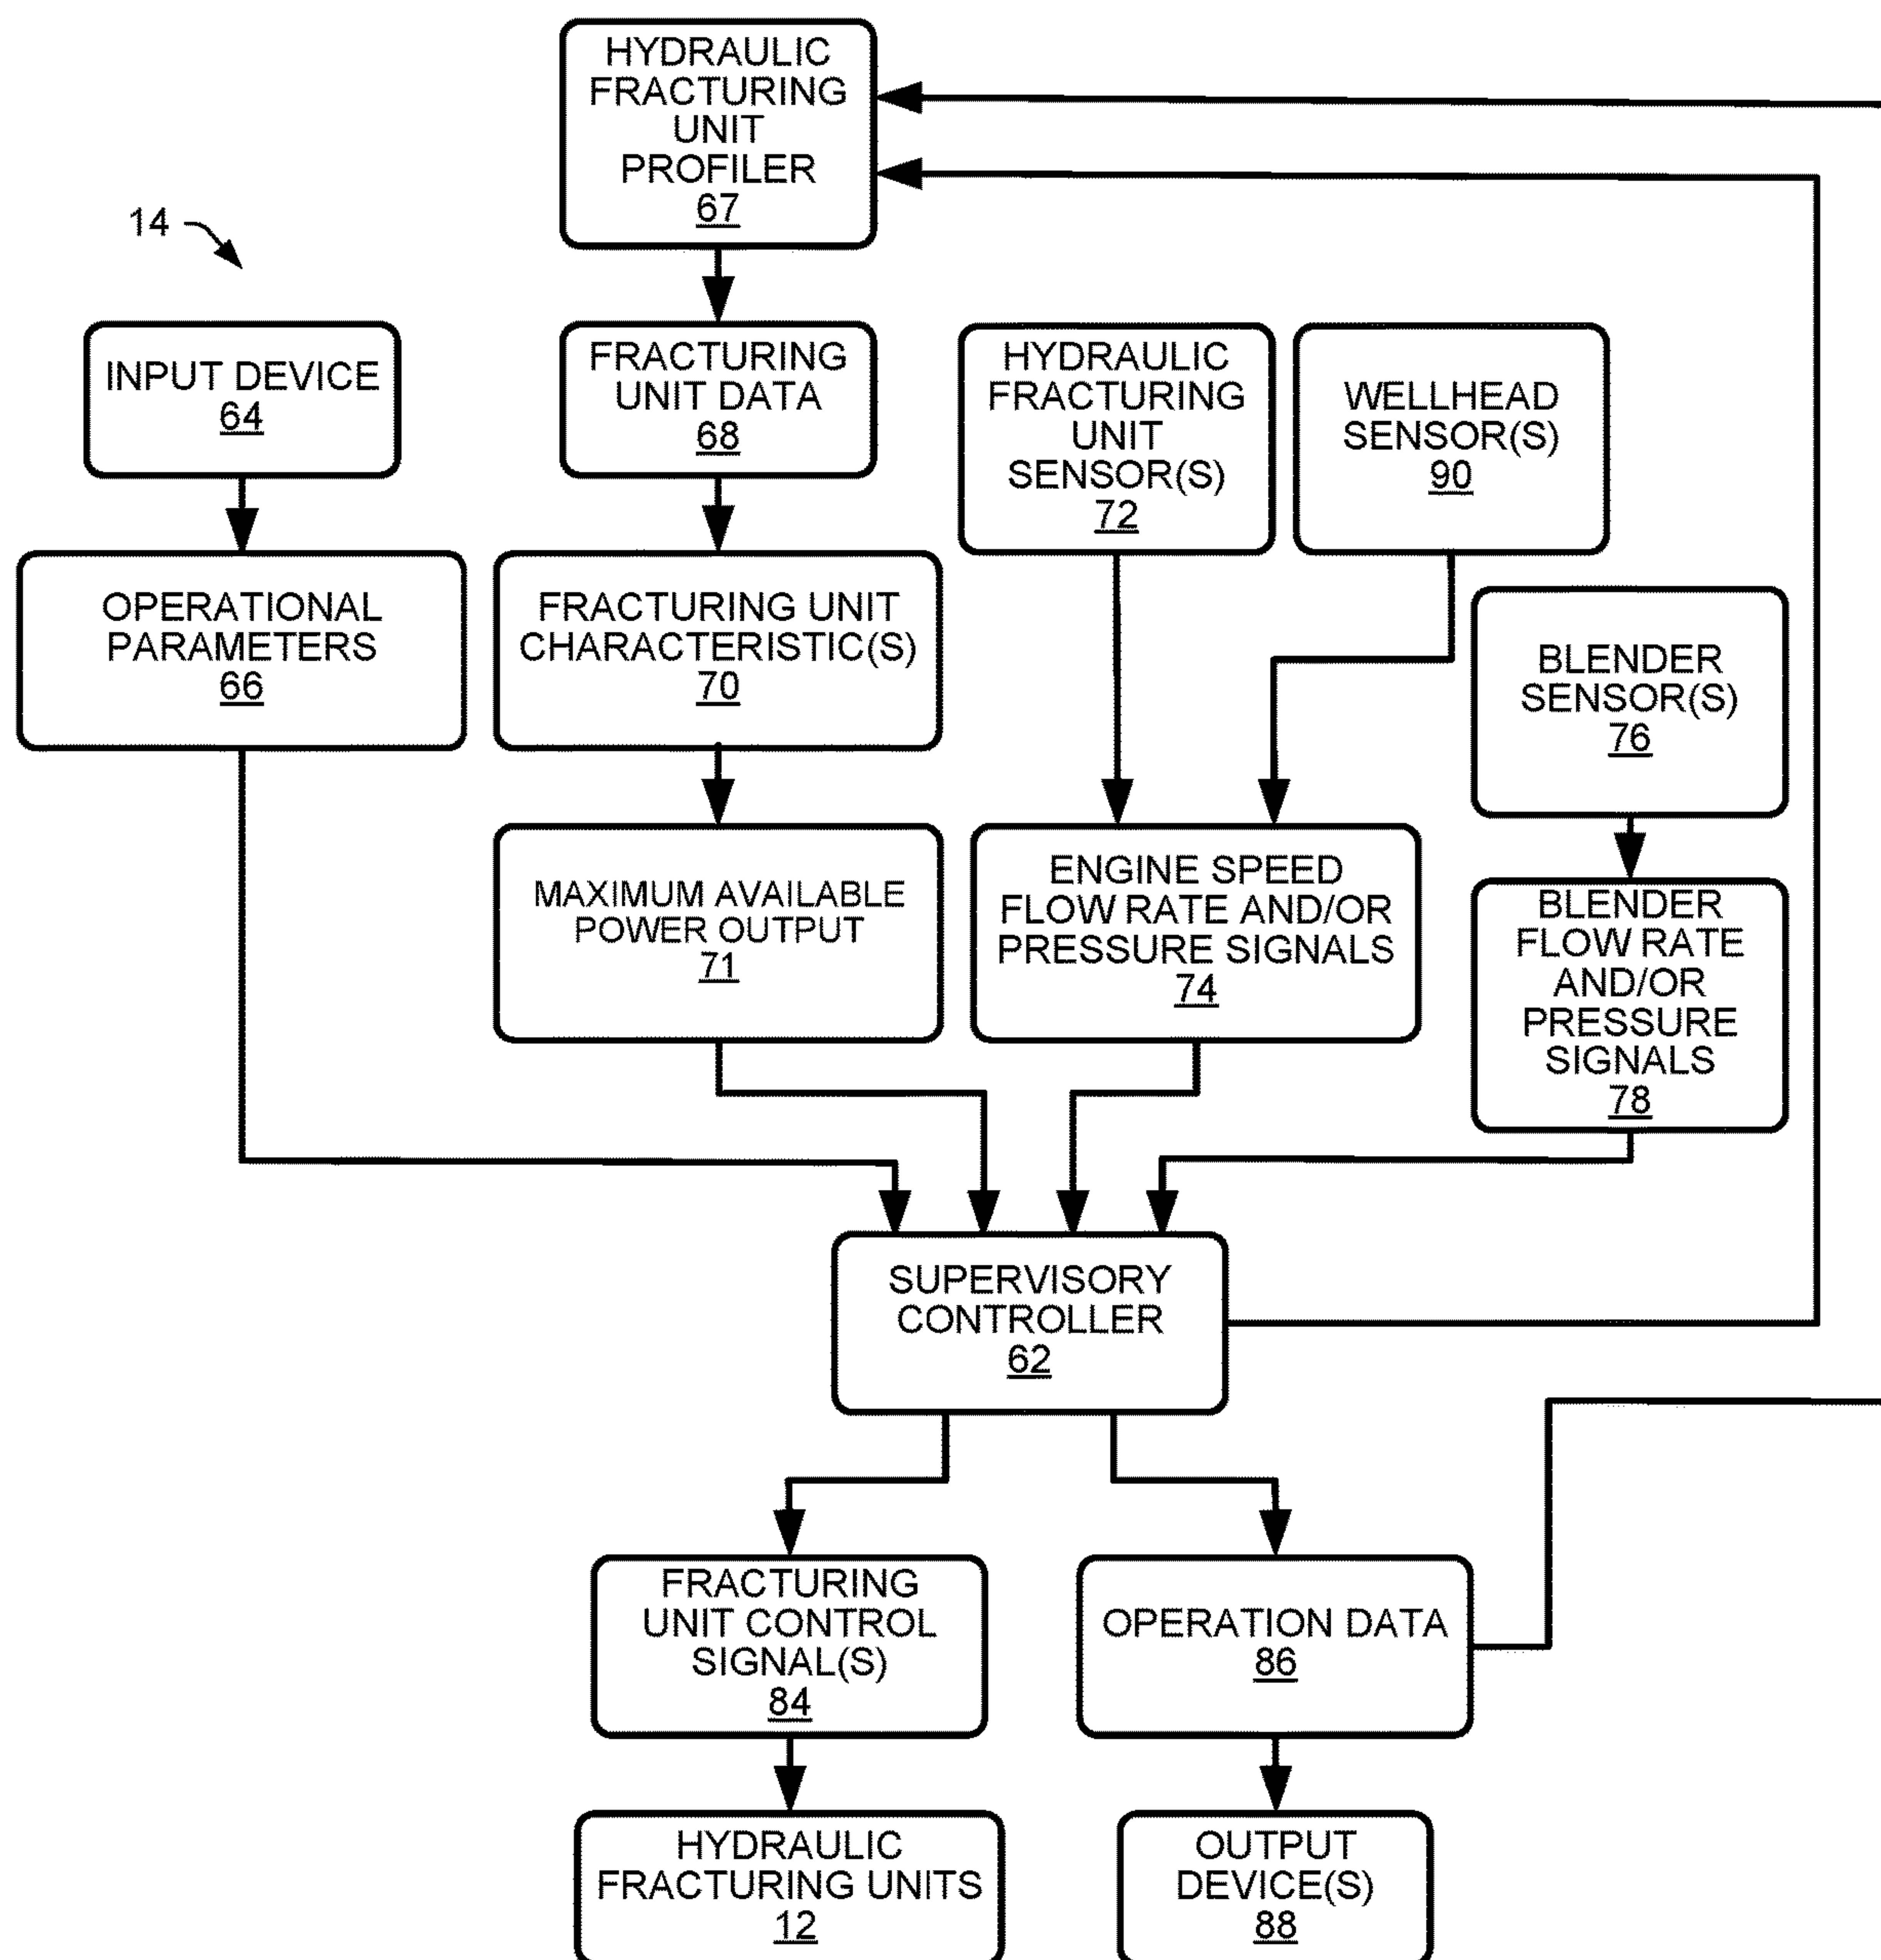 HYDRAULIC
FRACTURING
UNIT
PROFILER
67
14
INPUT DEVICE
64
FRACTURING
UNIT DATA
68
HYDRAULIC
FRACTURING
UNIT
SENSOR(S)
72
WELLHEAD
SENSOR(S)
90
OPERATIONAL
PARAMETERS
66
FRACTURING UNIT
CHARACTERISTIC(S)
70
BLENDER
SENSOR(S)
76
MAXIMUM AVAILABLE
POWER OUTPUT
71
ENGINE SPEED
FLOW RATE AND/OR
PRESSURE SIGNALS
74
BLENDER
FLOW RATE
AND/OR
PRESSURE
SIGNALS
78
SUPERVISORY
CONTROLLER
62
FRACTURING
UNIT CONTROL
SIGNAL(S)
84
OPERATION DATA
86
HYDRAULIC
FRACTURING UNITS
12
OUTPUT
DEVICE(S)
88